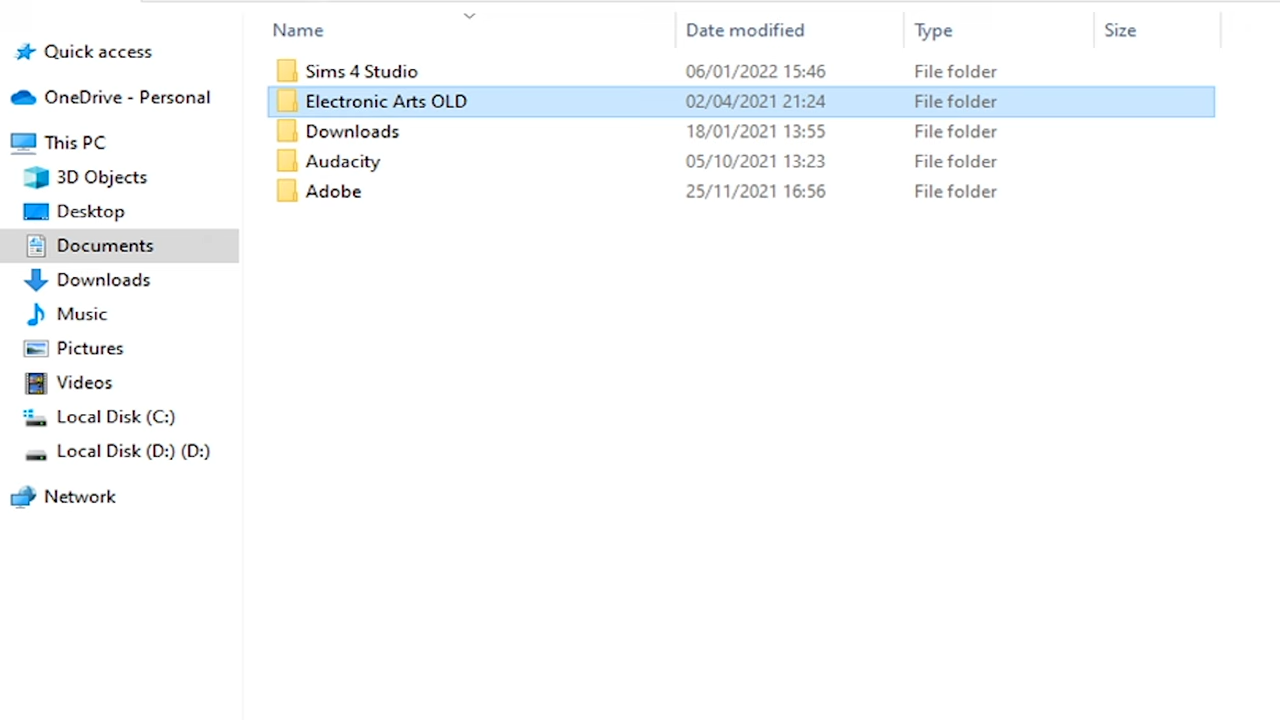 Name Date modified Type Size
Quick access
OneDrive - Personal
This PC
3D Objects
Desktop
Documents
Downloads
Music
Pictures
Videos
Local Disk (C:)
Local Disk (D:) (D:)
Network
Sims 4 Studio 06/01/2022 15:46 File folder
Electronic Arts OLD 02/04/2021 21:24 File folder
Downloads 18/01/2021 13:55 File folder
Audacity 05/10/2021 13:23 File folder
Adobe 25/11/2021 16:56 File folder